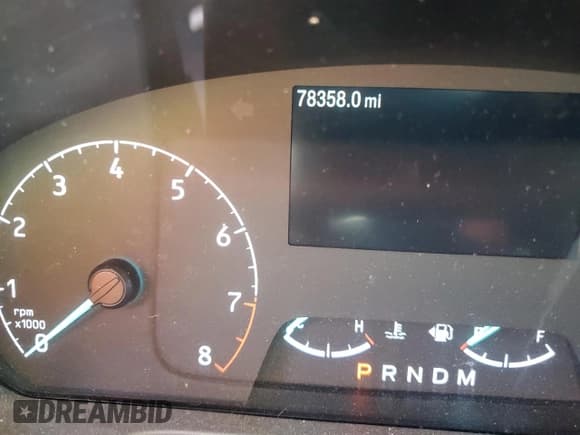 78358.0 mi
0 1 2 3 4 5 6 7 8
rpm
x1000
C H E F
P R N D M
DREAMBID